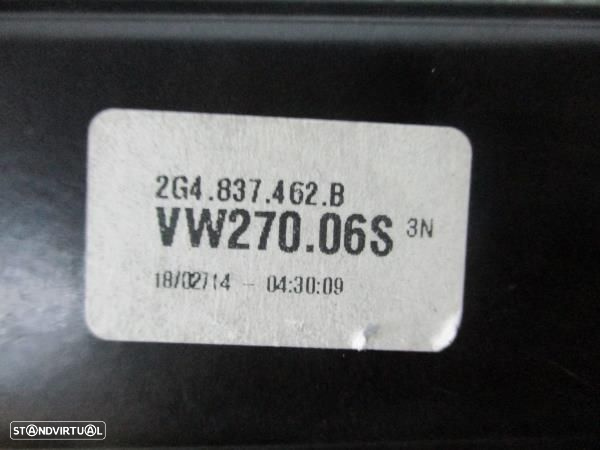 2G4.837.462.B
VW270.06S 3N
18/02/14 - 04:30:09
STANDVIRTUAL